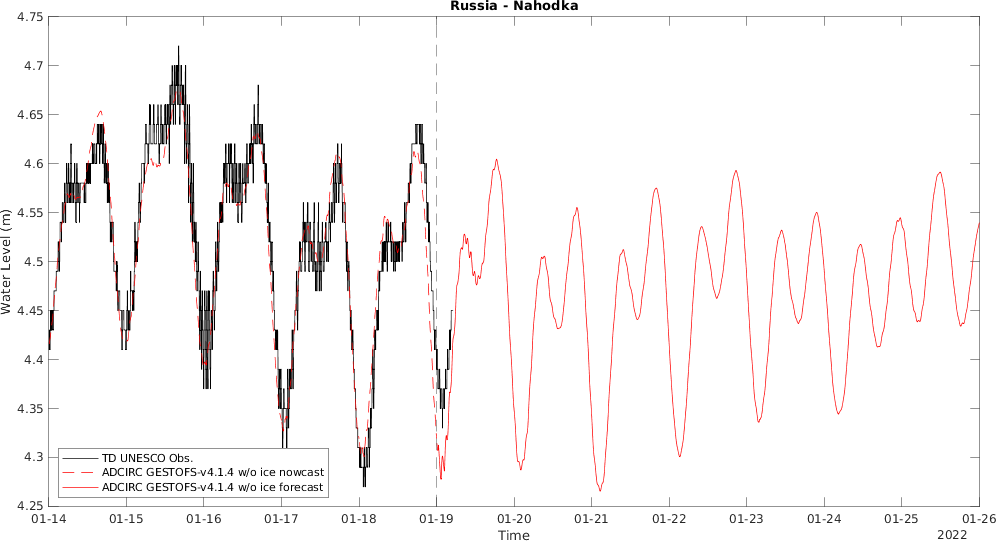 Russia - Nahodka
4.75
4.7
4.65
4.6
4.55
4.5
4.45
4.4
4.35
4.3
4.25
Water Level (m)
TD UNESCO Obs.
ADCIRC GESTOFS-v4.1.4 w/o ice nowcast
ADCIRC GESTOFS-v4.1.4 w/o ice forecast
01-14 01-15 01-16 01-17 01-18 01-19 01-20 01-21 01-22 01-23 01-24 01-25 01-26
Time
2022